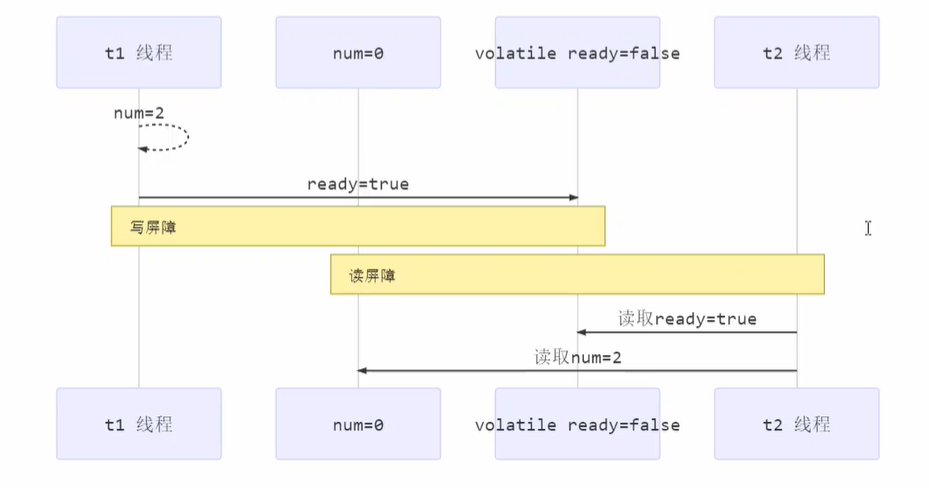 t1 线程
num=0
volatile ready=false
t2 线程
num=2
ready=true
写屏障
读屏障
读取ready=true
读取num=2
t1 线程
num=0
volatile ready=false
t2 线程